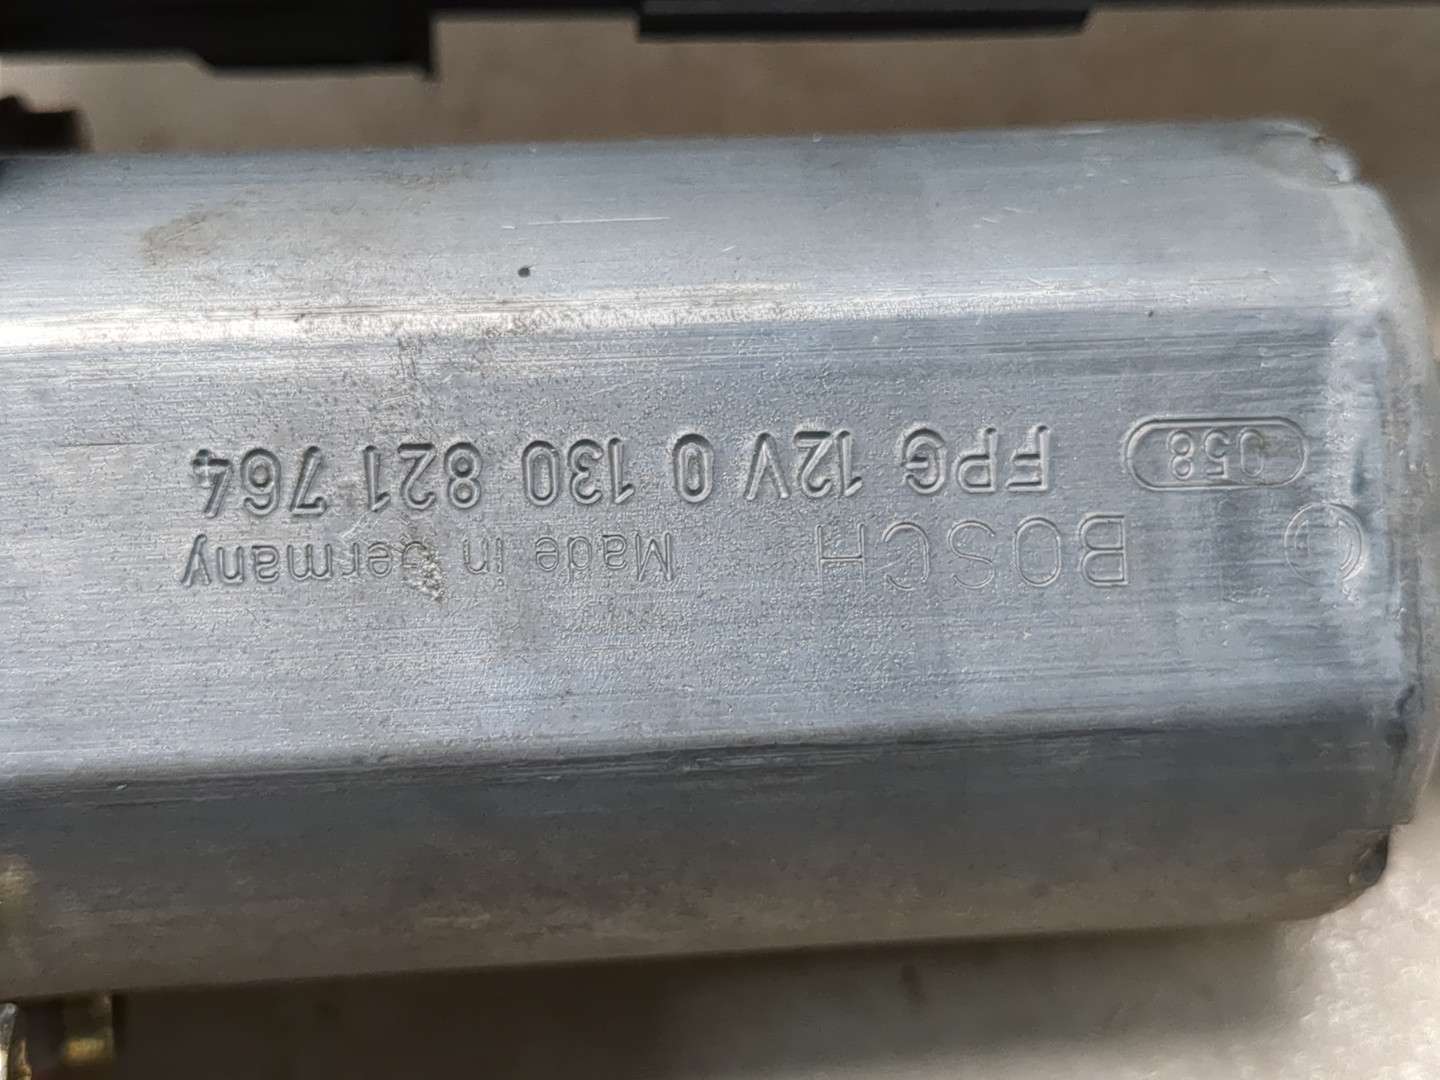 BOSCH Made in Germany
058 FPG 12V 0 130 821 764